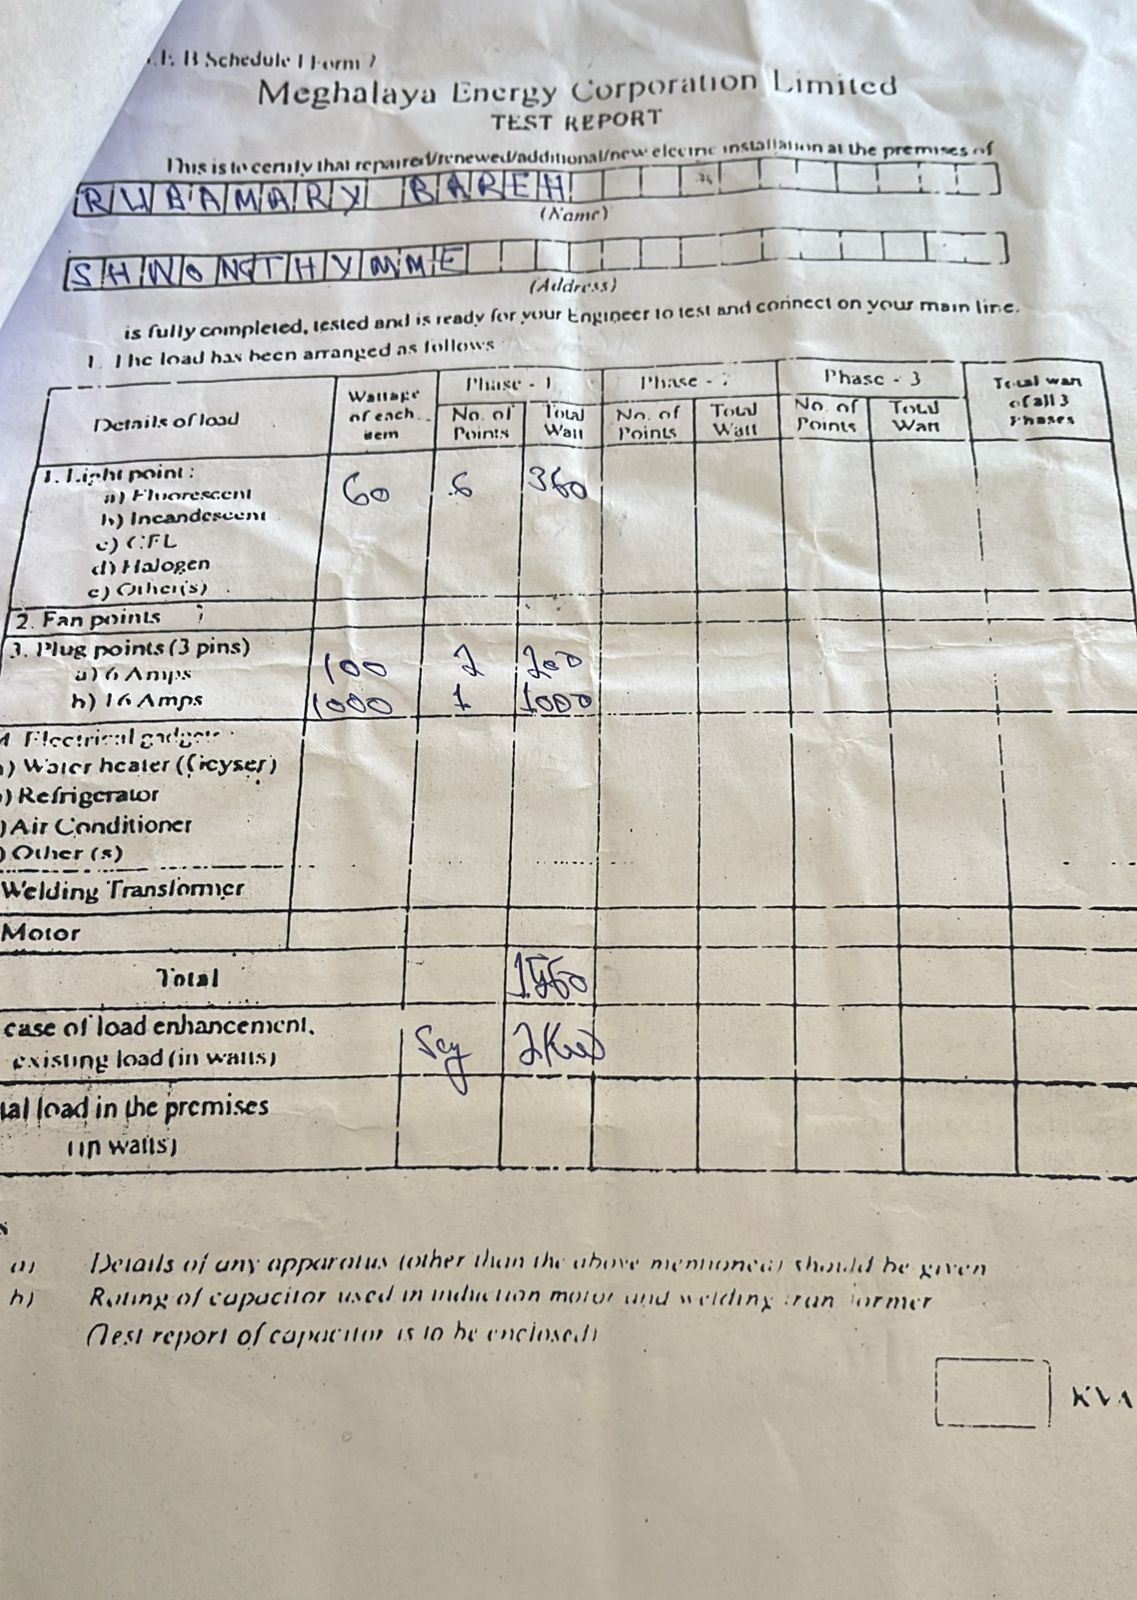 B Schedule I Form 7
Meghalaya Energy Corporation Limited
TEST REPORT
This is to certify that repaired/renewed/additional/new electric installation at the premises of
RUBAMARY BAREH
(Name)
SHNONGTHYMME
(Address)
is fully completed, tested and is ready for your Engineer to test and connect on your main line.
1. The load has been arranged as follows
Details of load Wattage of each item Phase - 1 Phase - 2 Phase - 3 Total watt of all 3 Phases
No. of Points Total Watt No. of Points Total Watt No. of Points Total Watt
1. Light point :
a) Fluorescent 60 6 360
b) Incandescent
c) CFL
d) Halogen
e) Other(s)
2. Fan points
3. Plug points (3 pins)
a) 6 Amps 100 2 200
b) 16 Amps 1000 1 1000
4. Electrical gadgets
) Water heater (Geyser)
) Refrigerator
) Air Conditioner
) Other (s)
Welding Transformer
Motor
Total 1560
case of load enhancement,
existing load (in watts) Say 2KW
tal load in the premises
(in watts)
s
a) Details of any apparatus (other than the above mentioned) should be given
b) Rating of capacitor used in induction motor and welding transformer
(Test report of capacitor is to be enclosed)
KVA